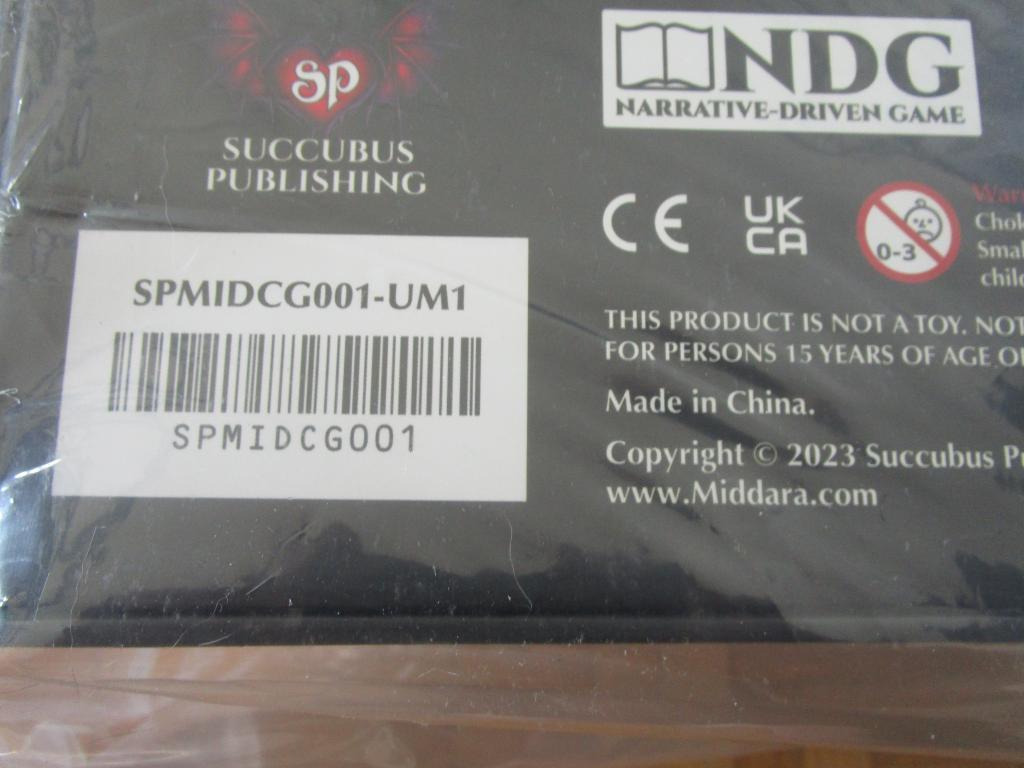 SP
SUCCUBUS
PUBLISHING
NDG
NARRATIVE-DRIVEN GAME
CE
UK
CA
0-3
SPMIDCG001-UM1
SPMIDCG001
THIS PRODUCT IS NOT A TOY. NOT
FOR PERSONS 15 YEARS OF AGE
Made in China.
Copyright © 2023 Succubus
www.Middara.com